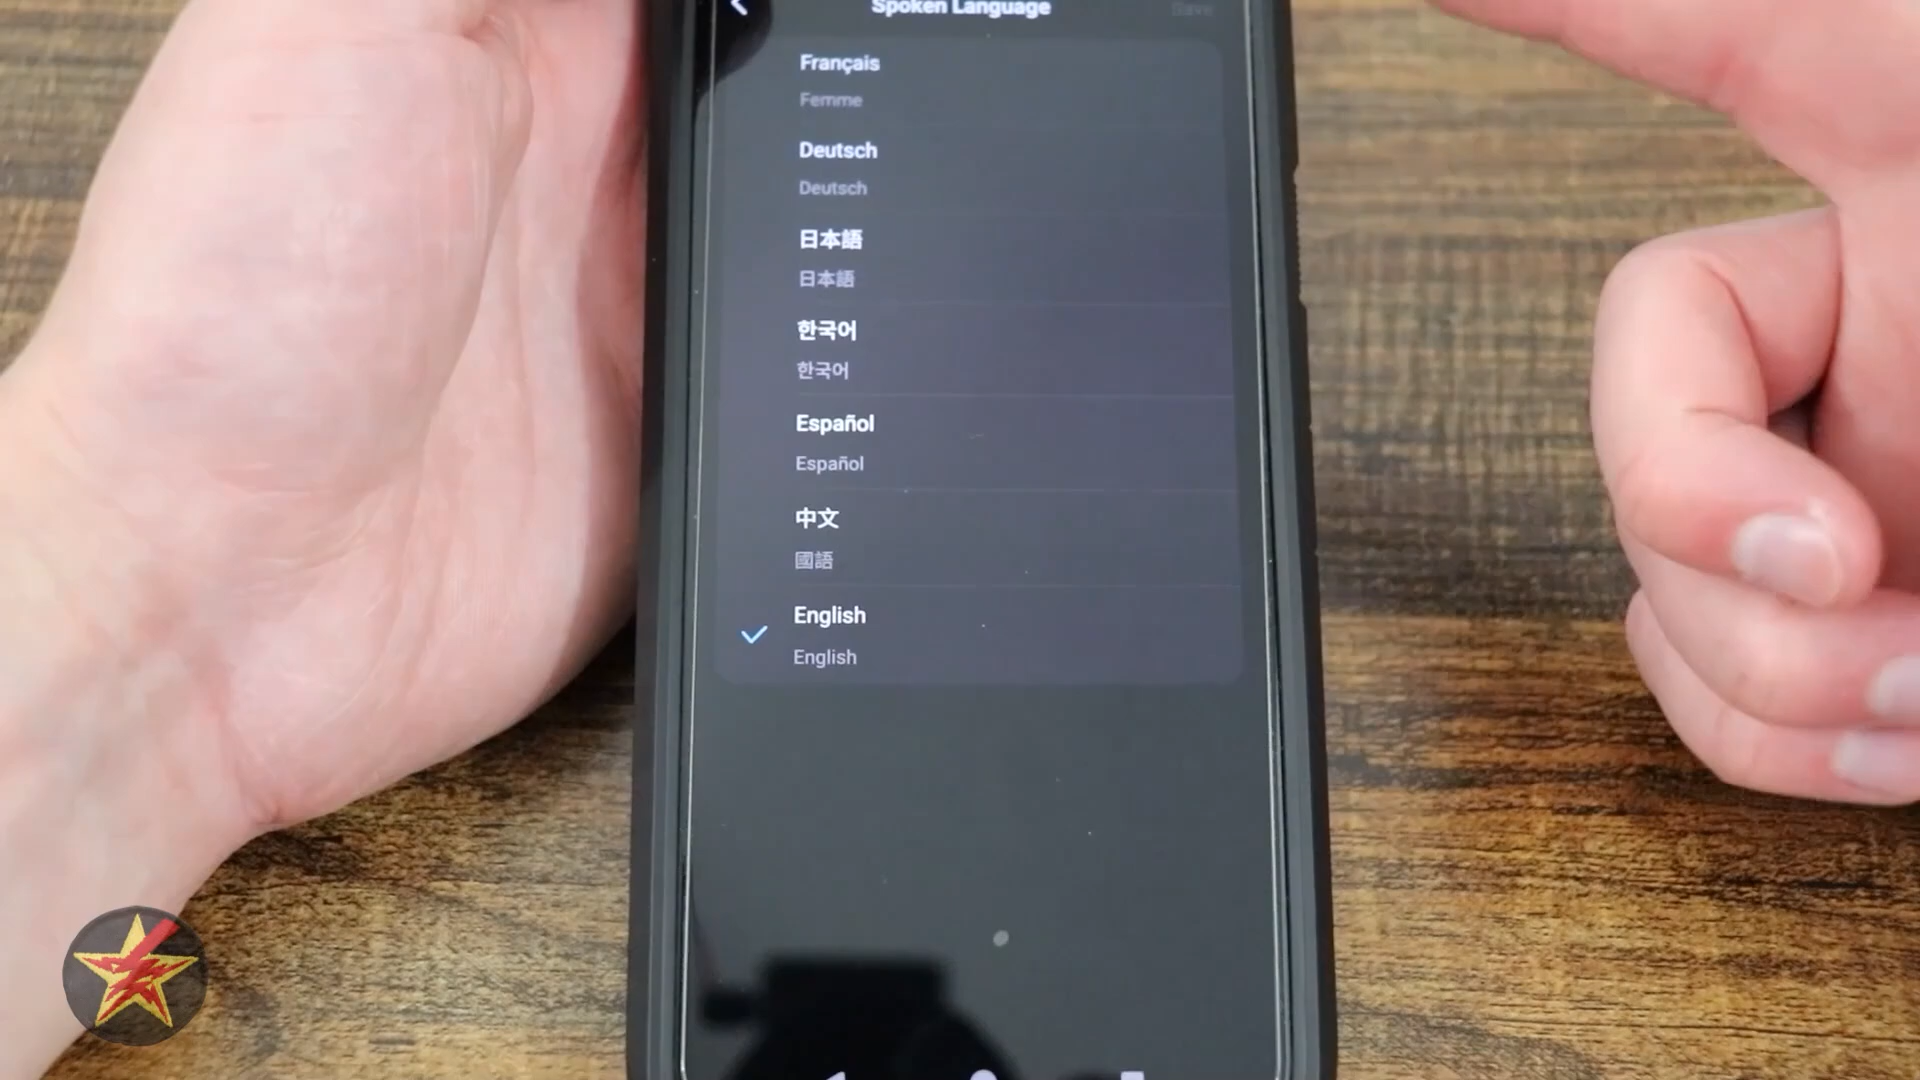 Spoken Language
Save
Français
Femme
Deutsch
Deutsch
日本語
日本語
한국어
한국어
Español
Español
中文
國語
English
English